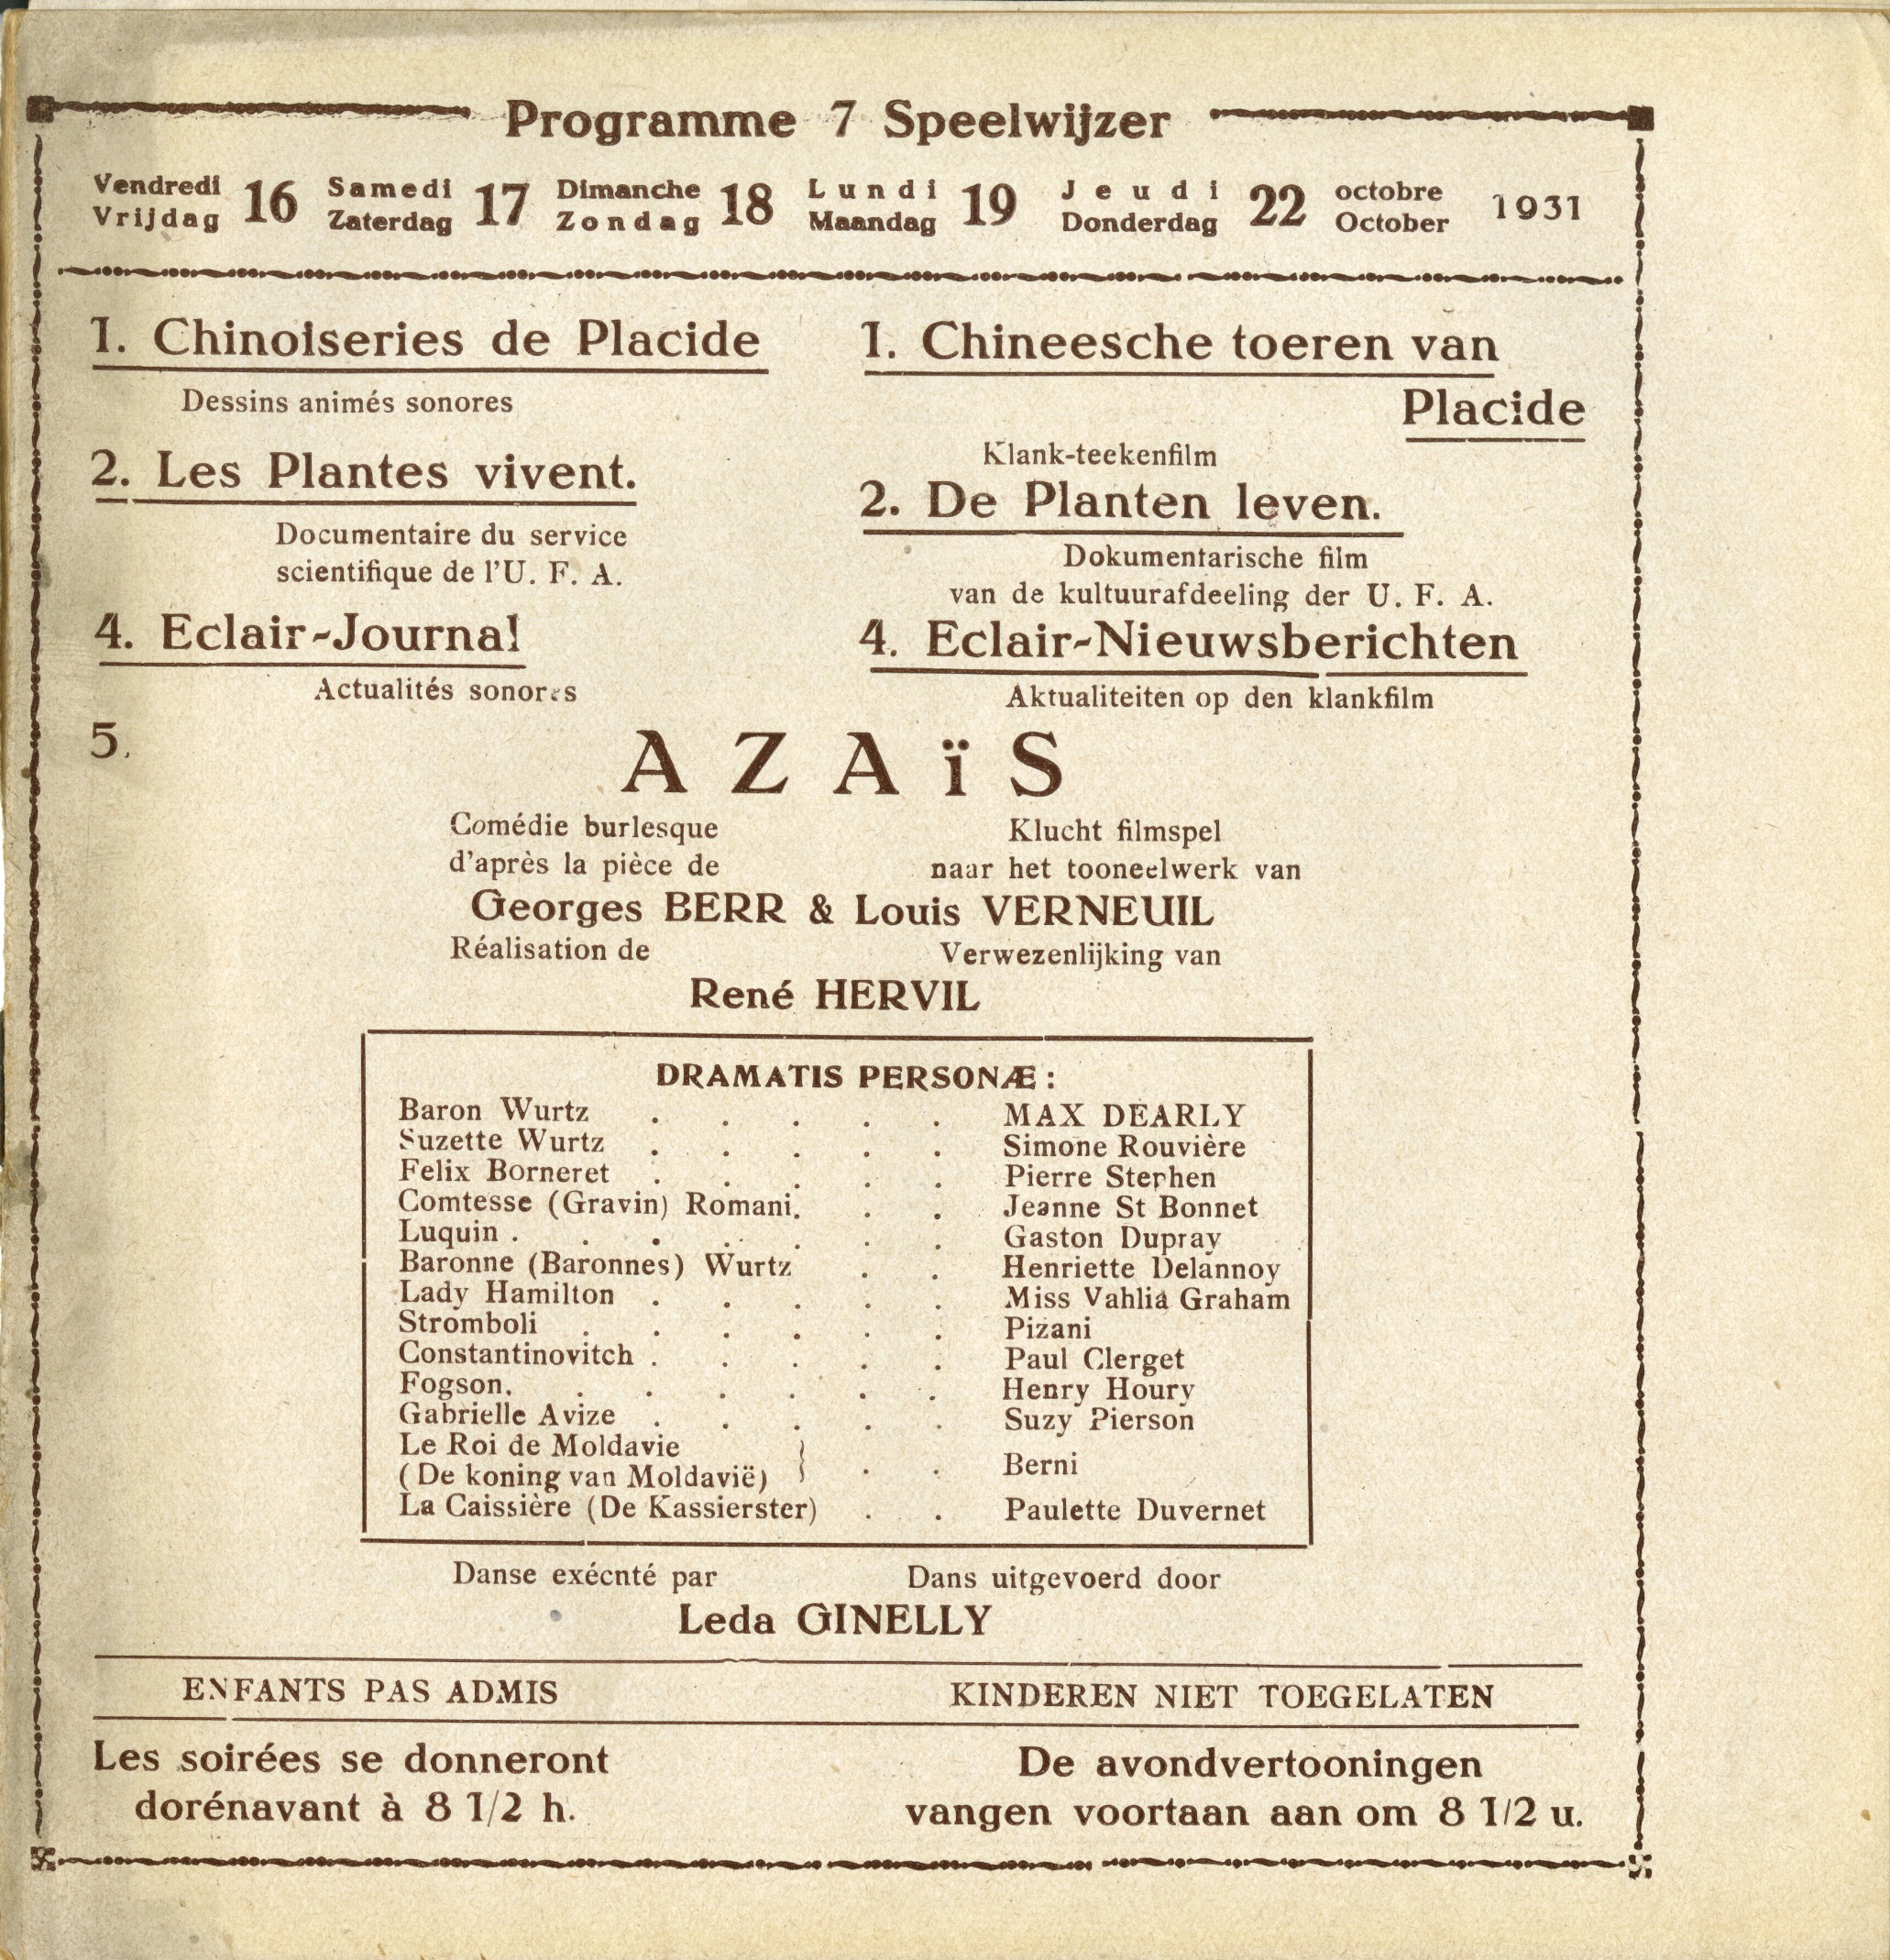 Programme 7 Speelwijzer
Vendredi 16 Samedi 17 Dimanche 18 Lundi 19 Jeudi 22 octobre 1931
Vrijdag Zaterdag Zondag Maandag Donderdag October
1. Chinoiseries de Placide
Dessins animés sonores
2. Les Plantes vivent.
Documentaire du service
scientifique de l'U. F. A.
4. Eclair-Journal
Actualités sonores
1. Chineesche toeren van
Placide
Klank-teekenfilm
2. De Planten leven.
Dokumentarische film
van de kultuurafdeeling der U. F. A.
4. Eclair-Nieuwsberichten
Aktualiteiten op den klankfilm
5. AZAïS
Comédie burlesque Klucht filmspel
d'après la pièce de naar het tooneelwerk van
Georges BERR & Louis VERNEUIL
Réalisation de Verwezenlijking van
René HERVIL
DRAMATIS PERSONÆ :
Baron Wurtz . . . . . MAX DEARLY
Suzette Wurtz . . . . . Simone Rouvière
Felix Borneret . . . . . Pierre Stephen
Comtesse (Gravin) Romani. . . Jeanne St Bonnet
Luquin . . . . . . . Gaston Dupray
Baronne (Baronnes) Wurtz . . Henriette Delannoy
Lady Hamilton . . . . . Miss Vahlia Graham
Stromboli . . . . . . Pizani
Constantinovitch . . . . . Paul Clerget
Fogson. . . . . . . Henry Houry
Gabrielle Avize . . . . . Suzy Pierson
Le Roi de Moldavie
(De koning van Moldavië) } . . Berni
La Caissière (De Kassierster) . . Paulette Duvernet
Danse exécnté par Dans uitgevoerd door
Leda GINELLY
ENFANTS PAS ADMIS KINDEREN NIET TOEGELATEN
Les soirées se donneront
dorénavant à 8 1/2 h.
De avondvertooningen
vangen voortaan aan om 8 1/2 u.